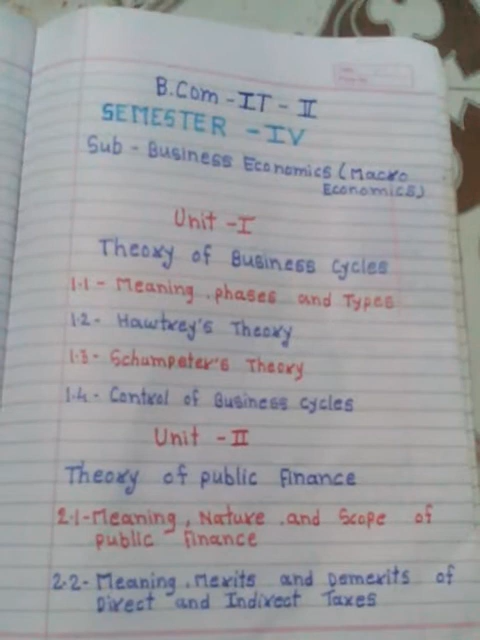 B.Com - IT - II
SEMESTER - IV
Sub - Business Economics (Macro
Economics)
Unit - I
Theory of Business Cycles
1.1 - Meaning, phases and Types
1.2 - Hawtrey's Theory
1.3 - Schumpeter's Theory
1.4 - Control of Business cycles
Unit - II
Theory of public finance
2.1 - Meaning, Nature and Scope of
public finance
2.2 - Meaning, Merits and Demerits of
Direct and Indirect Taxes